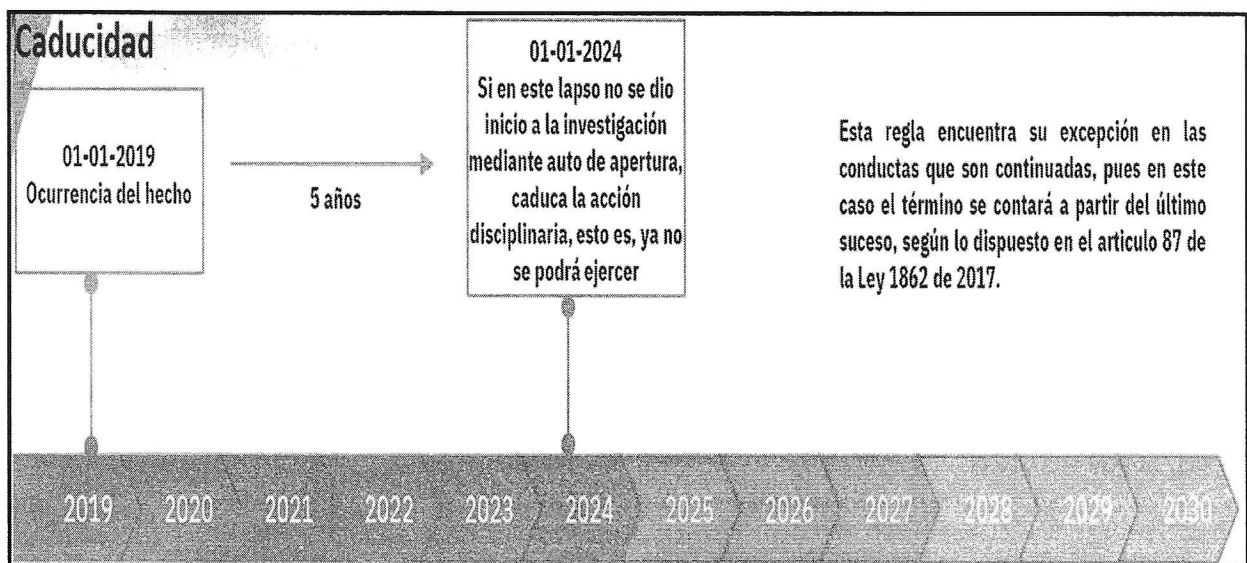 Caducidad
01-01-2019
Ocurrencia del hecho
5 años
01-01-2024
Si en este lapso no se dio
inicio a la investigación
mediante auto de apertura,
caduca la acción
disciplinaria, esto es, ya no
se podrá ejercer
Esta regla encuentra su excepción en las
conductas que son continuadas, pues en este
caso el término se contará a partir del último
suceso, según lo dispuesto en el articulo 87 de
la Ley 1862 de 2017.
2019 2020 2021 2022 2023 2024 2025 2026 2027 2028 2029 2030